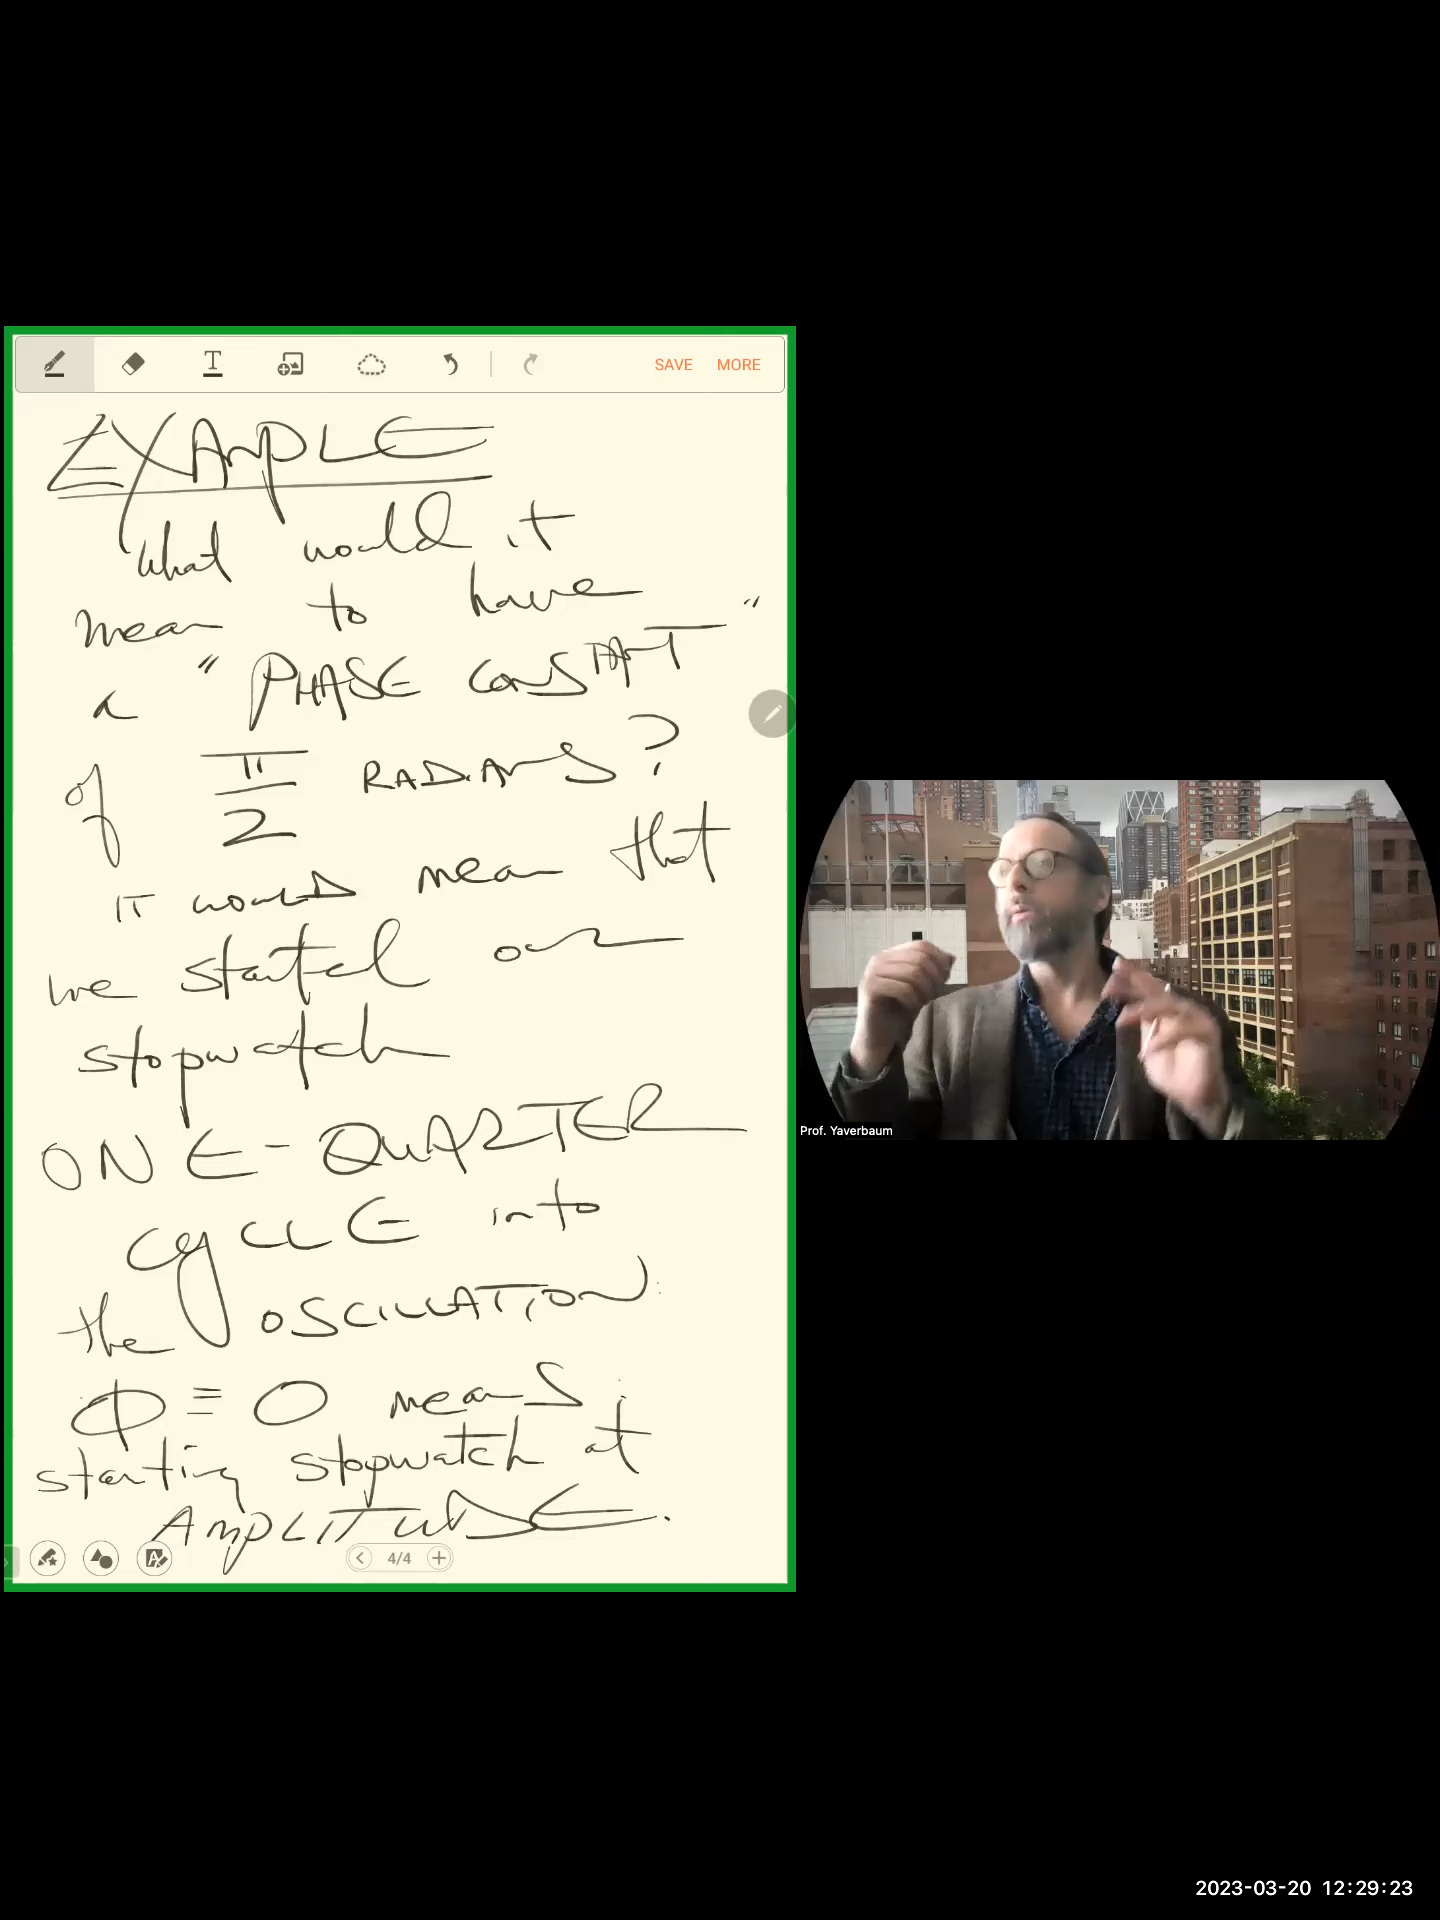 T
SAVE MORE
EXAMPLE
What would it
mean to have
a "PHASE CONSTANT"
of π/2 RADIANS?
IT WOULD mean that
we started our
stopwatch
ONE-QUARTER
CYCLE into
the OSCILLATION.
Φ ≡ 0 means
starting stopwatch at
AMPLITUDE.
4/4
Prof. Yaverbaum
2023-03-20 12:29:23